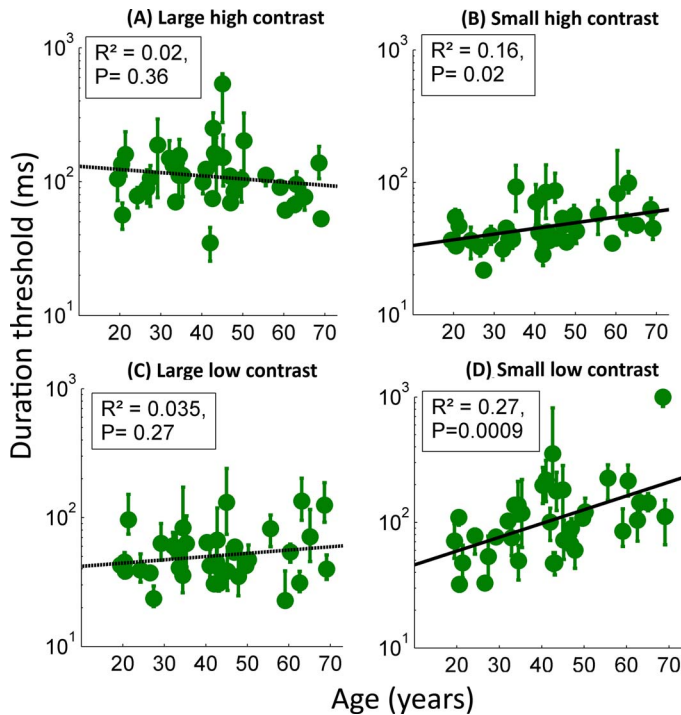 (A) Large high contrast
R² = 0.02,
P= 0.36
10³
10²
10¹
20 30 40 50 60 70
(B) Small high contrast
R² = 0.16,
P= 0.02
10³
10²
10¹
20 30 40 50 60 70
Duration threshold (ms)
(C) Large low contrast
R² = 0.035,
P= 0.27
10³
10²
10¹
20 30 40 50 60 70
(D) Small low contrast
R² = 0.27,
P=0.0009
10³
10²
10¹
20 30 40 50 60 70
Age (years)